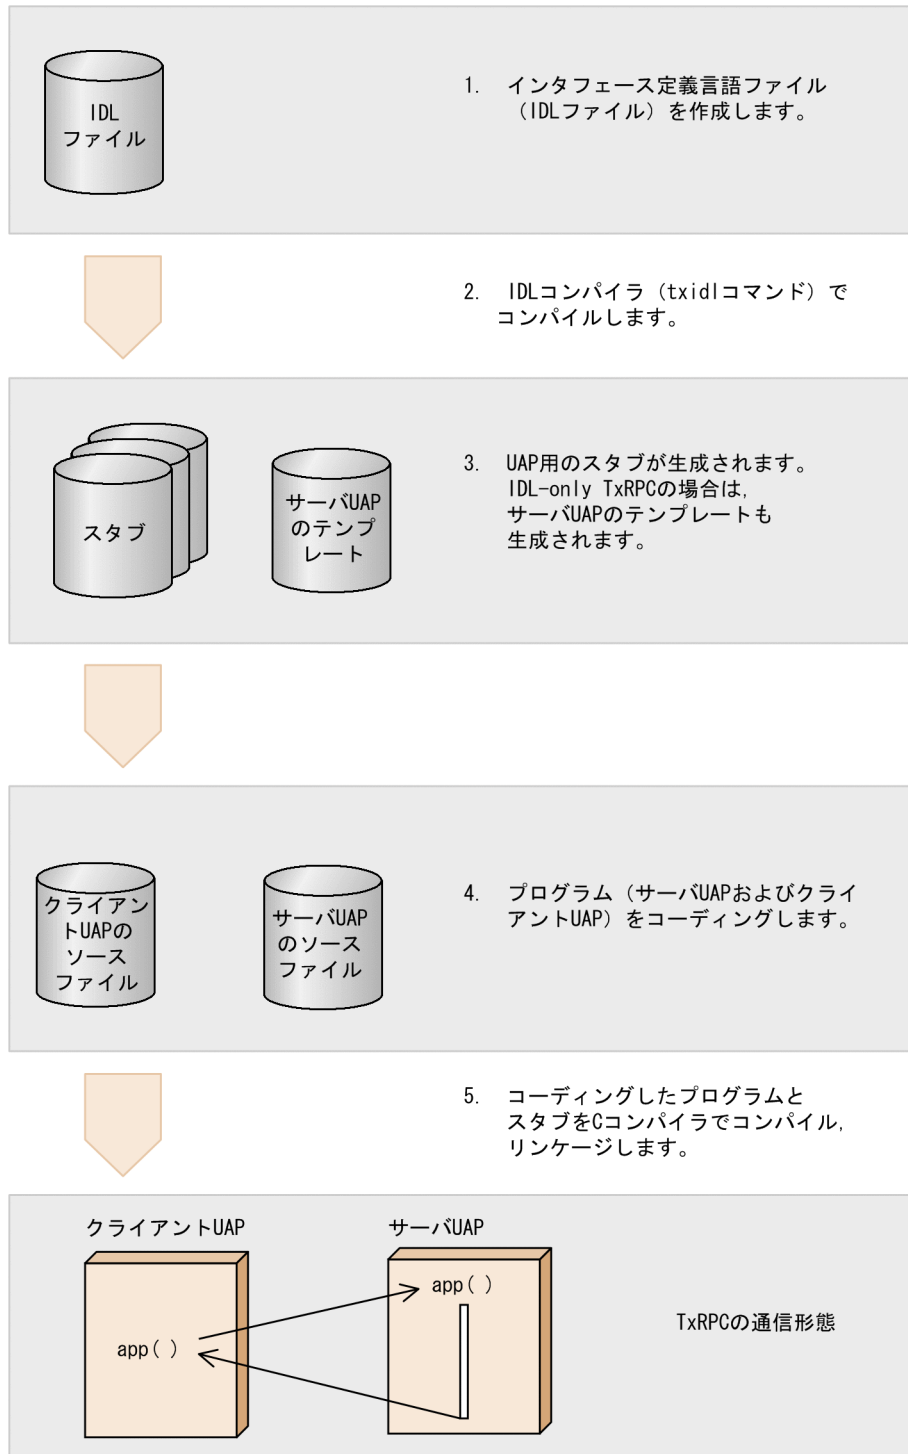 IDL
ファイル
1. インタフェース定義言語ファイル
（IDLファイル）を作成します。
2. IDLコンパイラ（txidlコマンド）で
コンパイルします。
スタブ
サーバUAP
のテンプ
レート
3. UAP用のスタブが生成されます。
IDL-only TxRPCの場合は,
サーバUAPのテンプレートも
生成されます。
クライアン
トUAPの
ソース
ファイル
サーバUAP
のソース
ファイル
4. プログラム（サーバUAPおよびクライ
アントUAP）をコーディングします。
5. コーディングしたプログラムと
スタブをCコンパイラでコンパイル,
リンケージします。
クライアントUAP
サーバUAP
app( )
app( )
TxRPCの通信形態